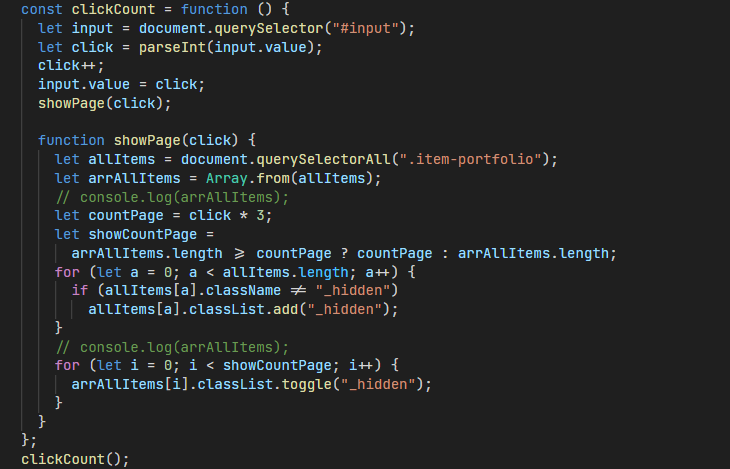 const clickCount = function () {
  let input = document.querySelector("#input");
  let click = parseInt(input.value);
  click++;
  input.value = click;
  showPage(click);

  function showPage(click) {
    let allItems = document.querySelectorAll(".item-portfolio");
    let arrAllItems = Array.from(allItems);
    // console.log(arrAllItems);
    let countPage = click * 3;
    let showCountPage =
      arrAllItems.length >= countPage ? countPage : arrAllItems.length;
    for (let a = 0; a < allItems.length; a++) {
      if (allItems[a].className != "_hidden")
        allItems[a].classList.add("_hidden");
    }
    // console.log(arrAllItems);
    for (let i = 0; i < showCountPage; i++) {
      arrAllItems[i].classList.toggle("_hidden");
    }
  }
};
clickCount();